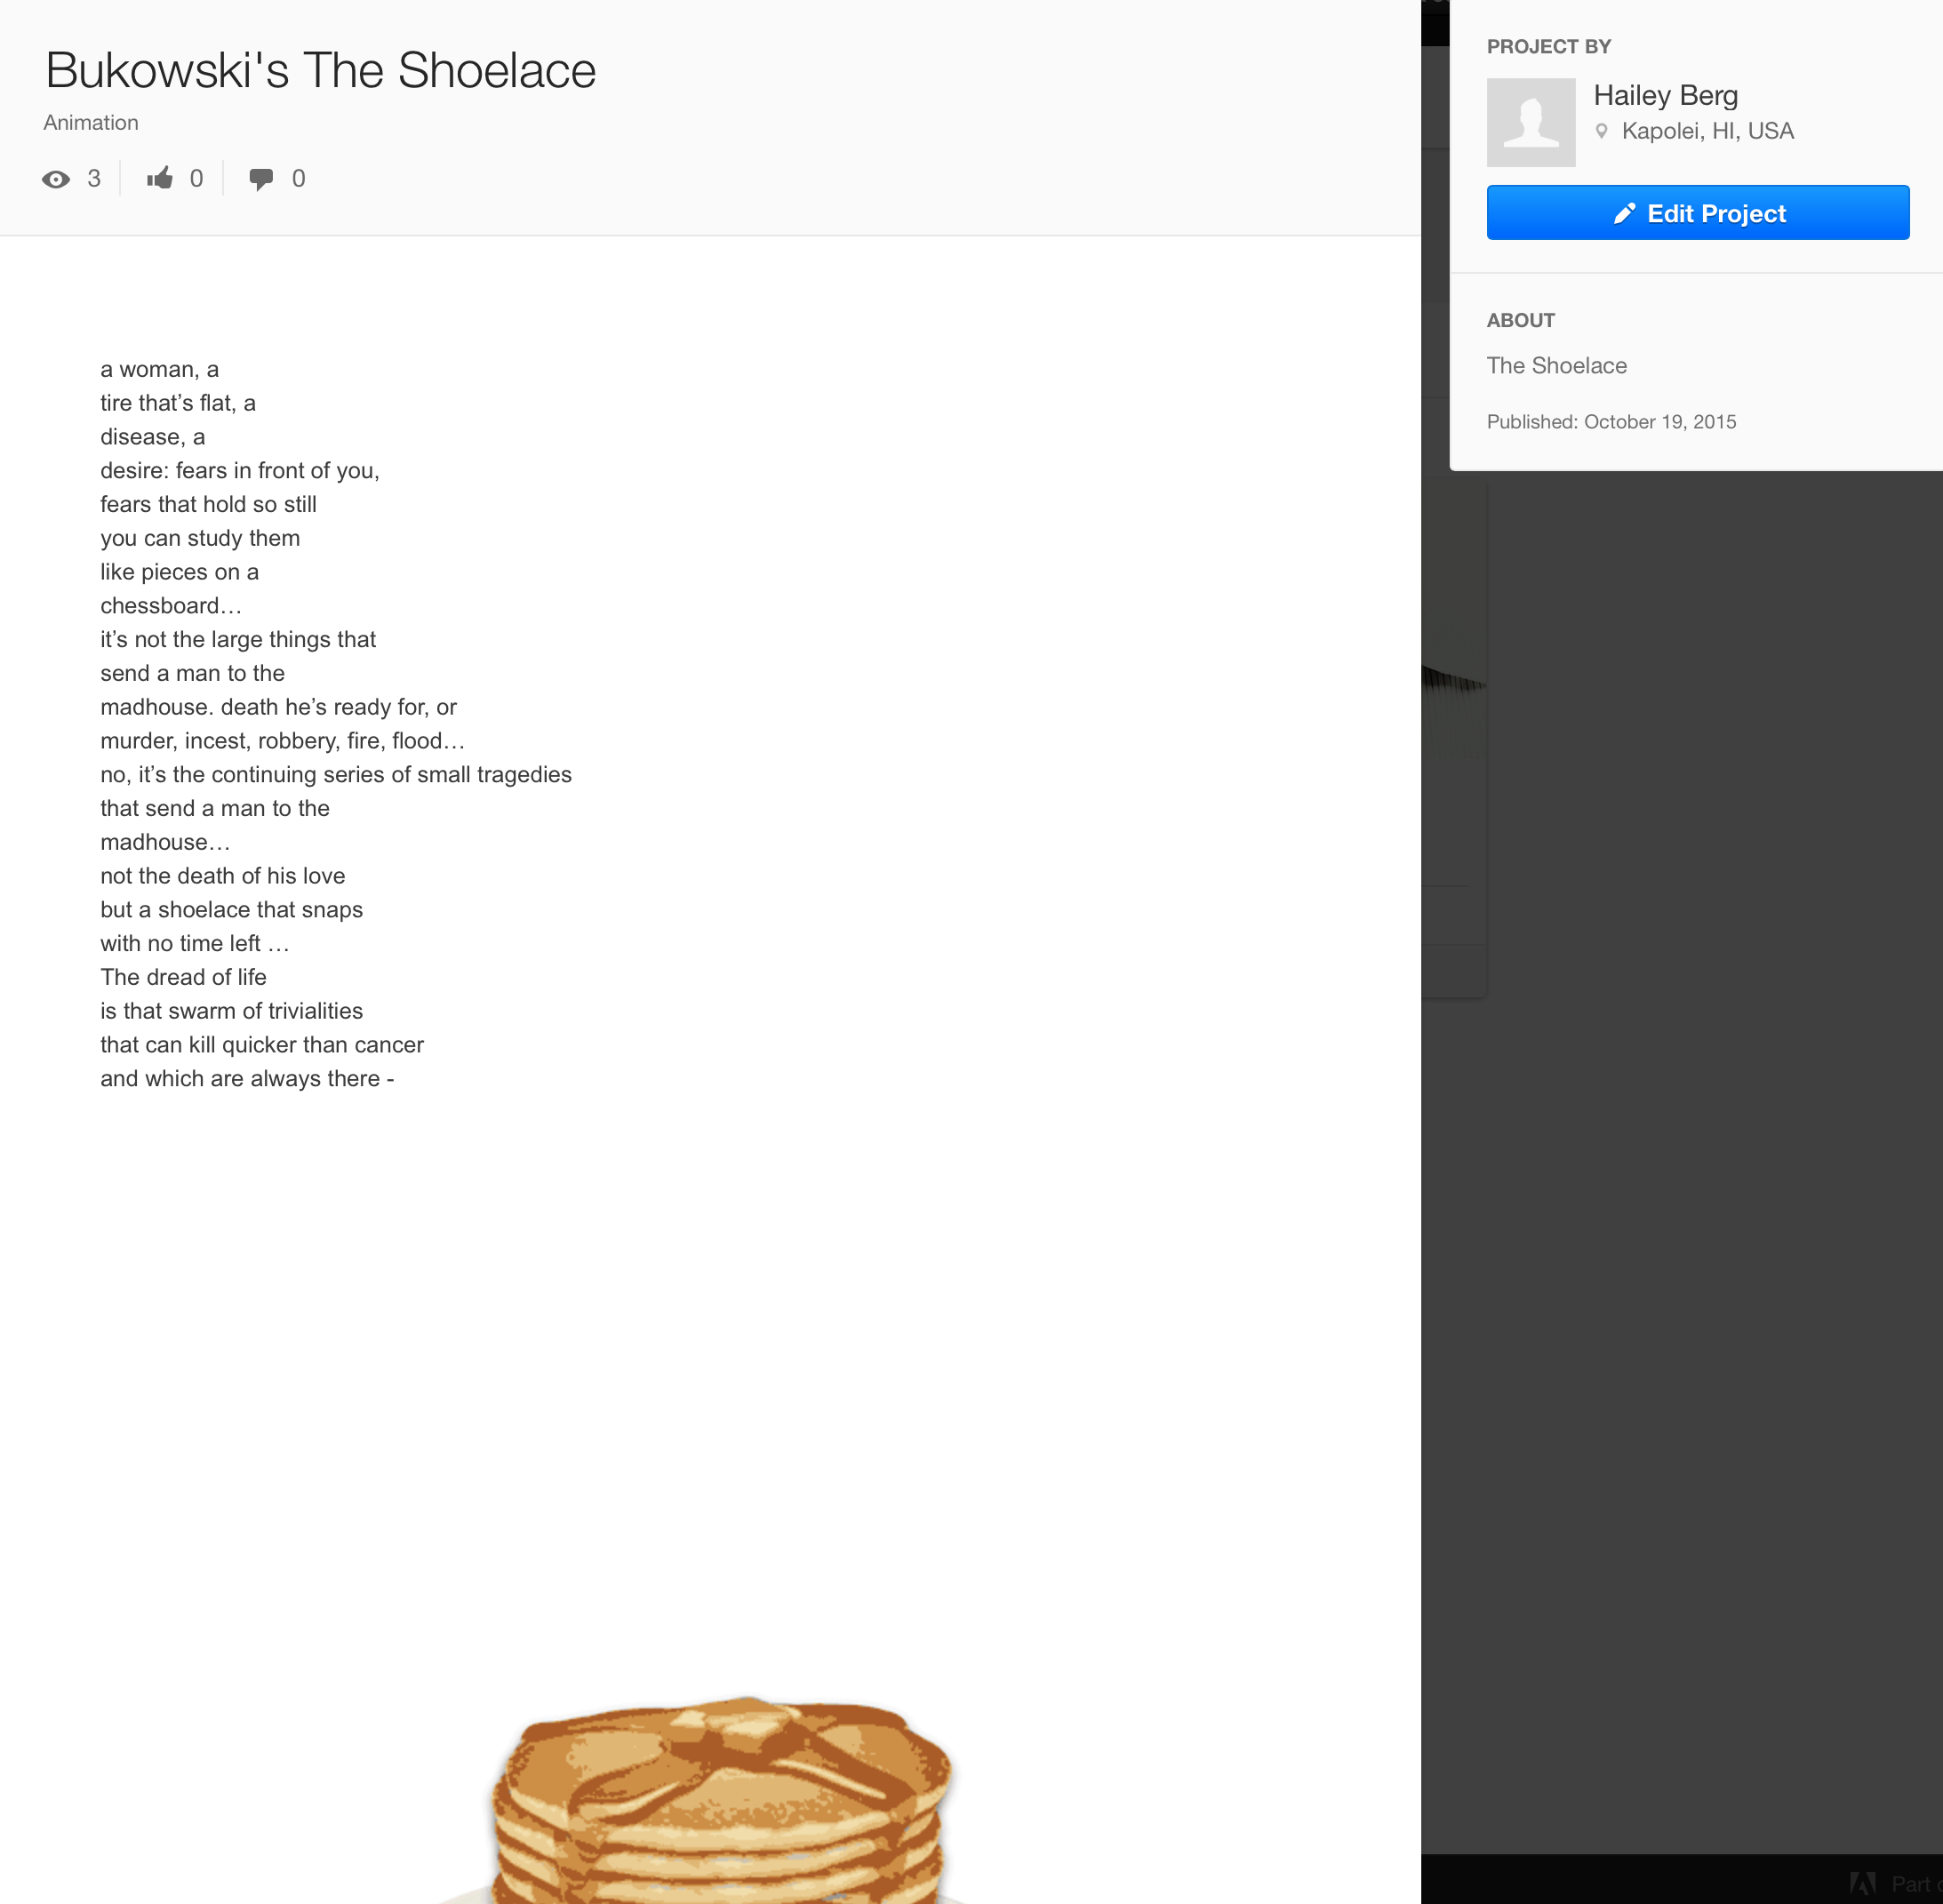 Bukowski's The Shoelace
Animation
3 0 0
a woman, a
tire that’s flat, a
disease, a
desire: fears in front of you,
fears that hold so still
you can study them
like pieces on a
chessboard…
it’s not the large things that
send a man to the
madhouse. death he’s ready for, or
murder, incest, robbery, fire, flood…
no, it’s the continuing series of small tragedies
that send a man to the
madhouse…
not the death of his love
but a shoelace that snaps
with no time left …
The dread of life
is that swarm of trivialities
that can kill quicker than cancer
and which are always there -
PROJECT BY
Hailey Berg
Kapolei, HI, USA
Edit Project
ABOUT
The Shoelace
Published: October 19, 2015
Part